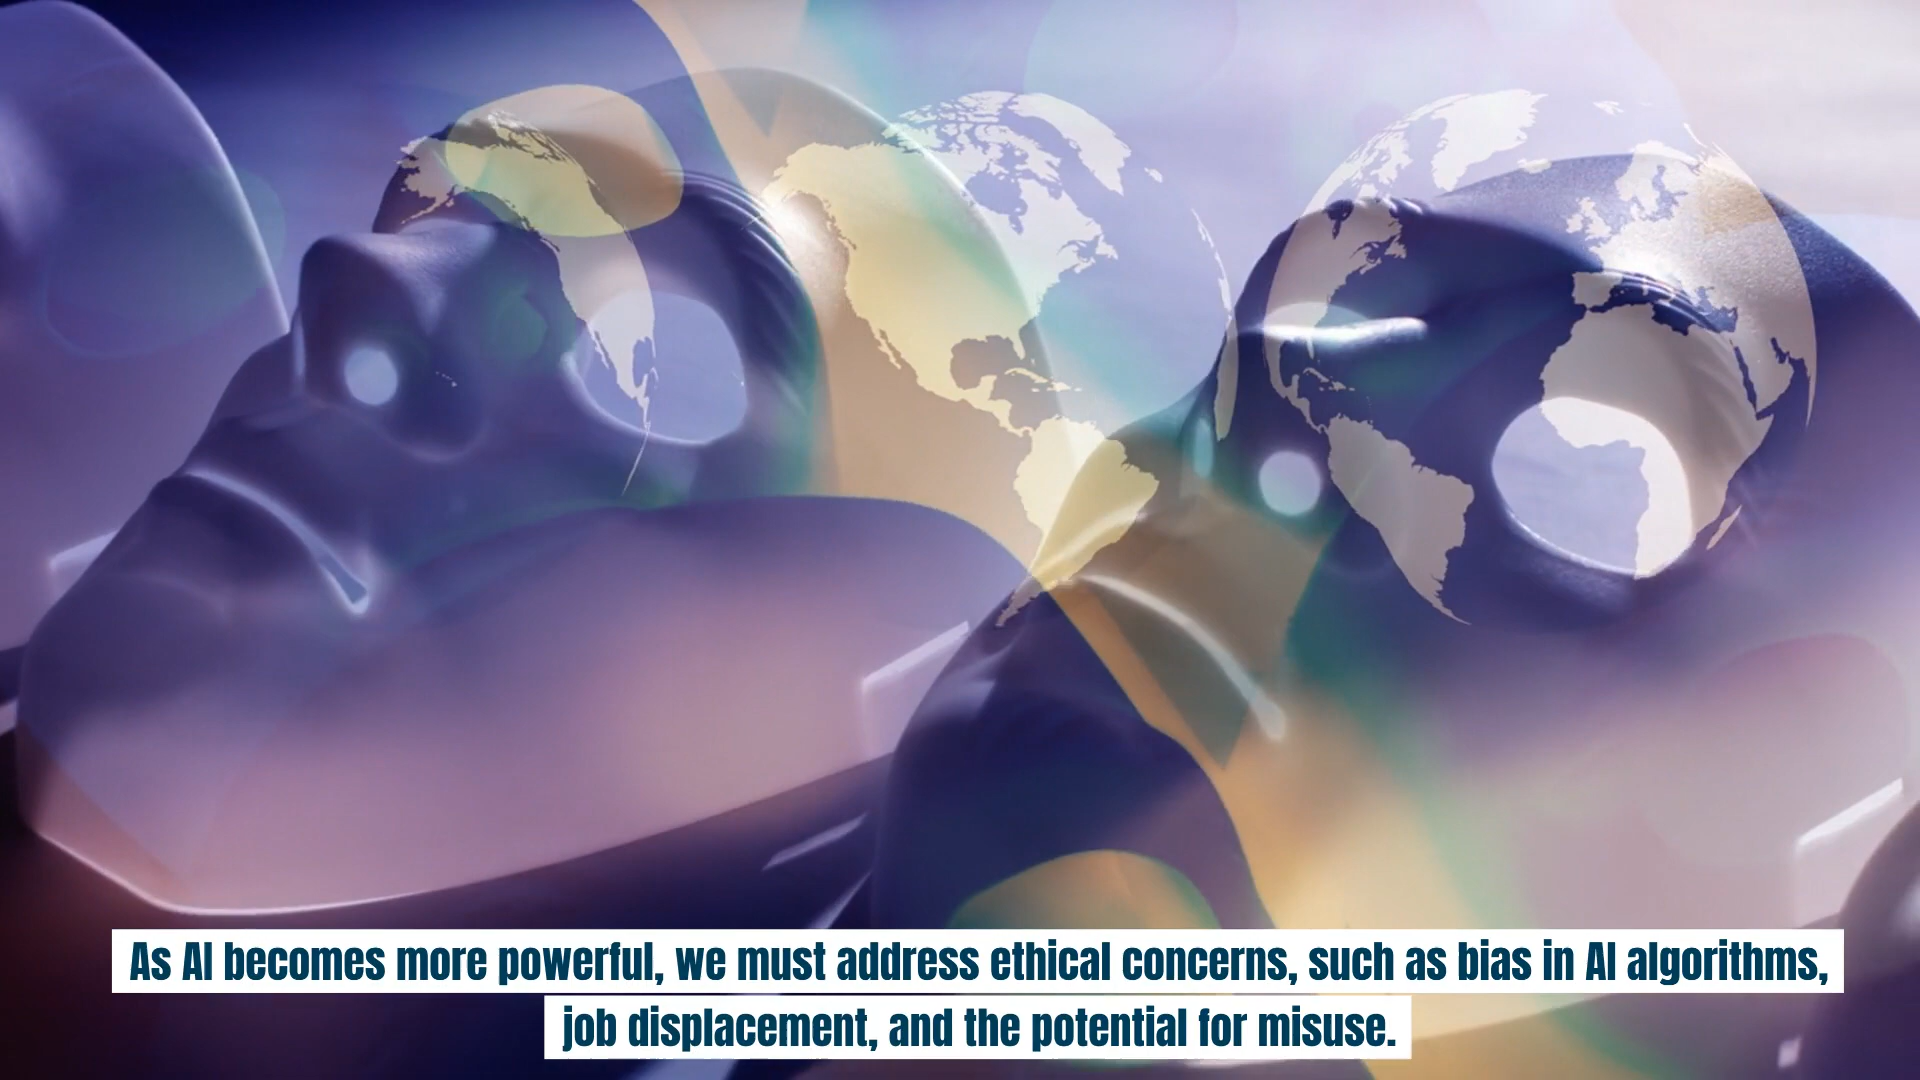 As AI becomes more powerful, we must address ethical concerns, such as bias in AI algorithms,
job displacement, and the potential for misuse.